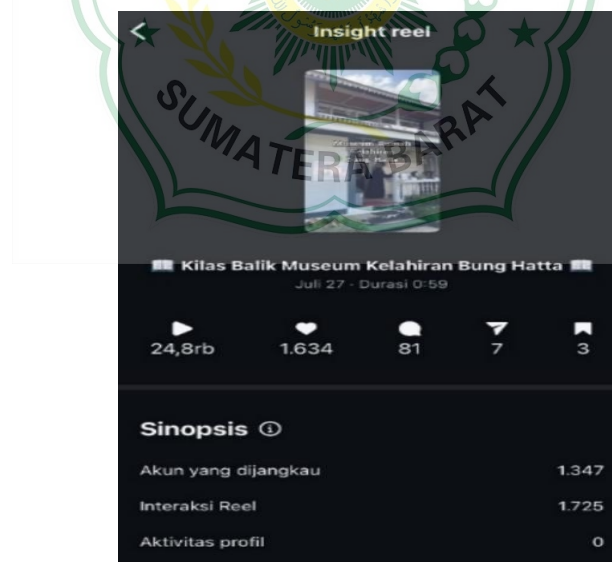 Insight reel
SUMATERA BARAT
📖 Kilas Balik Museum Kelahiran Bung Hatta 📖
Juli 27 - Durasi 0:59
24,8rb 1.634 81 7 3
Sinopsis
Akun yang dijangkau 1.347
Interaksi Reel 1.725
Aktivitas profil 0